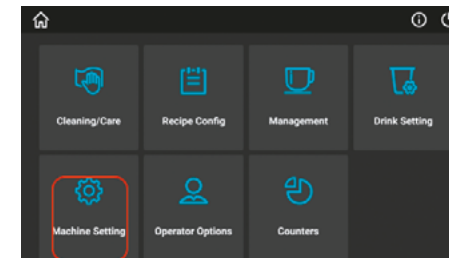 Cleaning/Care
Recipe Config
Management
Drink Setting
Machine Setting
Operator Options
Counters